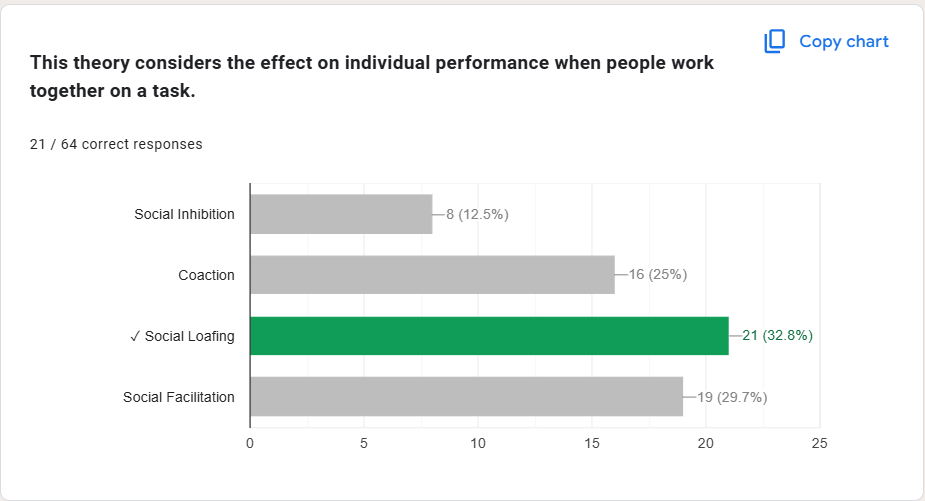 Copy chart
This theory considers the effect on individual performance when people work
together on a task.
21 / 64 correct responses
Social Inhibition
8 (12.5%)
Coaction
16 (25%)
✓ Social Loafing
21 (32.8%)
Social Facilitation
19 (29.7%)
0 5 10 15 20 25